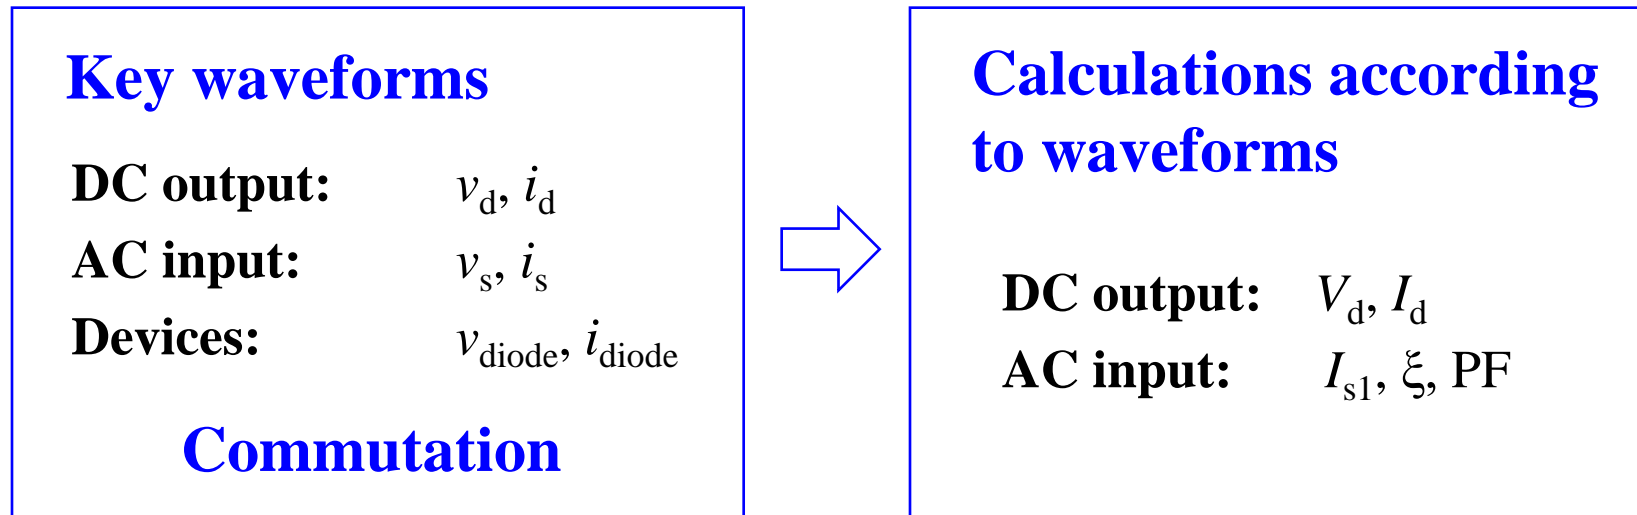 Key waveforms
DC output: v_d, i_d
AC input: v_s, i_s
Devices: v_diode, i_diode
Commutation
Calculations according
to waveforms
DC output: V_d, I_d
AC input: I_s1, ξ, PF